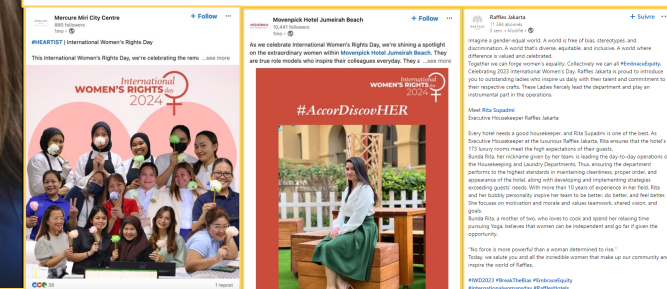 Mercure Miri City Centre
880 followers
1mo
+ Follow
#HEARTIST | International Women's Rights Day
This International Women's Rights Day, we're celebrating the remu ...see more
International
WOMEN'S RIGHTS day
2024
38
1 repost
Movenpick Hotel Jumeirah Beach
10,441 followers
1mo
+ Follow
As we celebrate International Women's Rights Day, we're shining a spotlight
on the extraordinary women within Movenpick Hotel Jumeirah Beach. They
are true role models who inspire their colleagues everyday. They a ...see more
International
WOMEN'S RIGHTS day
2024
#AccorDiscovHER
Raffles Jakarta
11 384 abonnés
3 sem • Modifié •
+ Suivre
Imagine a gender-equal world. A world is free of bias, stereotypes, and
discrimination. A world that's diverse, equitable, and inclusive. A world where
difference is valued and celebrated.
Together we can forge women's equality. Collectively we can all #EmbraceEquity.
Celebrating 2023 International Women's Day, Raffles Jakarta is proud to introduce
you to outstanding ladies who inspire us daily with their talent and commitment to
their respective crafts. These Ladies fiercely lead the department and play an
instrumental part in the operations.
Meet Rita Supadmi
Executive Housekeeper Raffles Jakarta
Every hotel needs a good housekeeper, and Rita Supadmi is one of the best. As
Executive Housekeeper at the luxurious Raffles Jakarta, Rita ensures that the hotel's
173 luxury rooms meet the high expectations of their guests.
Bunda Rita, her nickname given by her team, is leading the day-to-day operations of
the Housekeeping and Laundry Departments. Thus, ensuring the department
performs to the highest standards in maintaining cleanliness, proper order, and
appearance of the hotel, along with developing and implementing strategies
exceeding guests' needs. With more than 10 years of experience in her field, Rita
and her bubbly personality inspire her team to be better, do better, and feel better.
She focuses on motivation and morale and values teamwork, shared vision, and
goals.
Bunda Rita, a mother of two, who loves to cook and spend her relaxing time
pursuing Yoga, believes that women can be independent and go far if given the
opportunity.
"No force is more powerful than a woman determined to rise."
Today, we salute you and all the incredible women that make up our community and
inspire the world of Raffles.
#IWD2023 #BreakTheBias #EmbraceEquity
#internationalwomansday #RafflesHotels